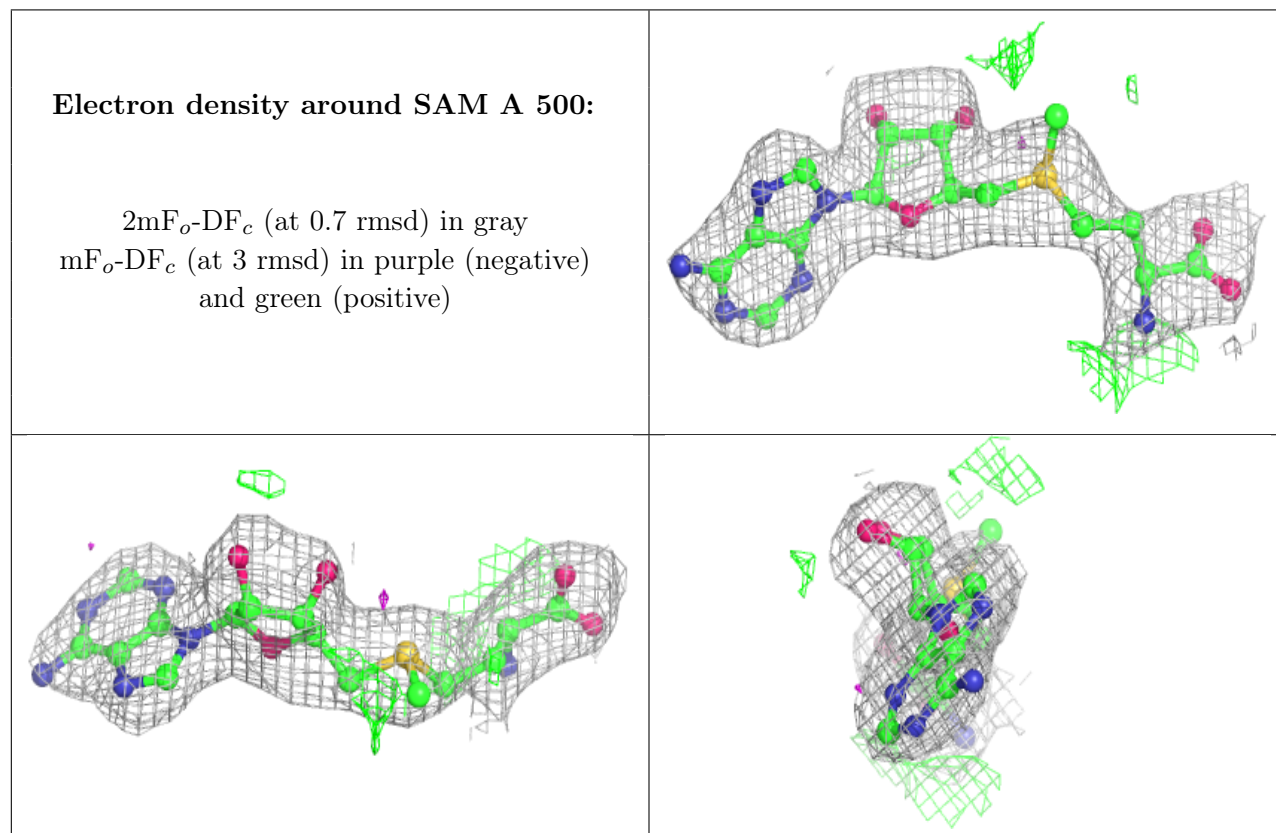 Electron density around SAM A 500:
2mFo-DFc (at 0.7 rmsd) in gray
mFo-DFc (at 3 rmsd) in purple (negative)
and green (positive)